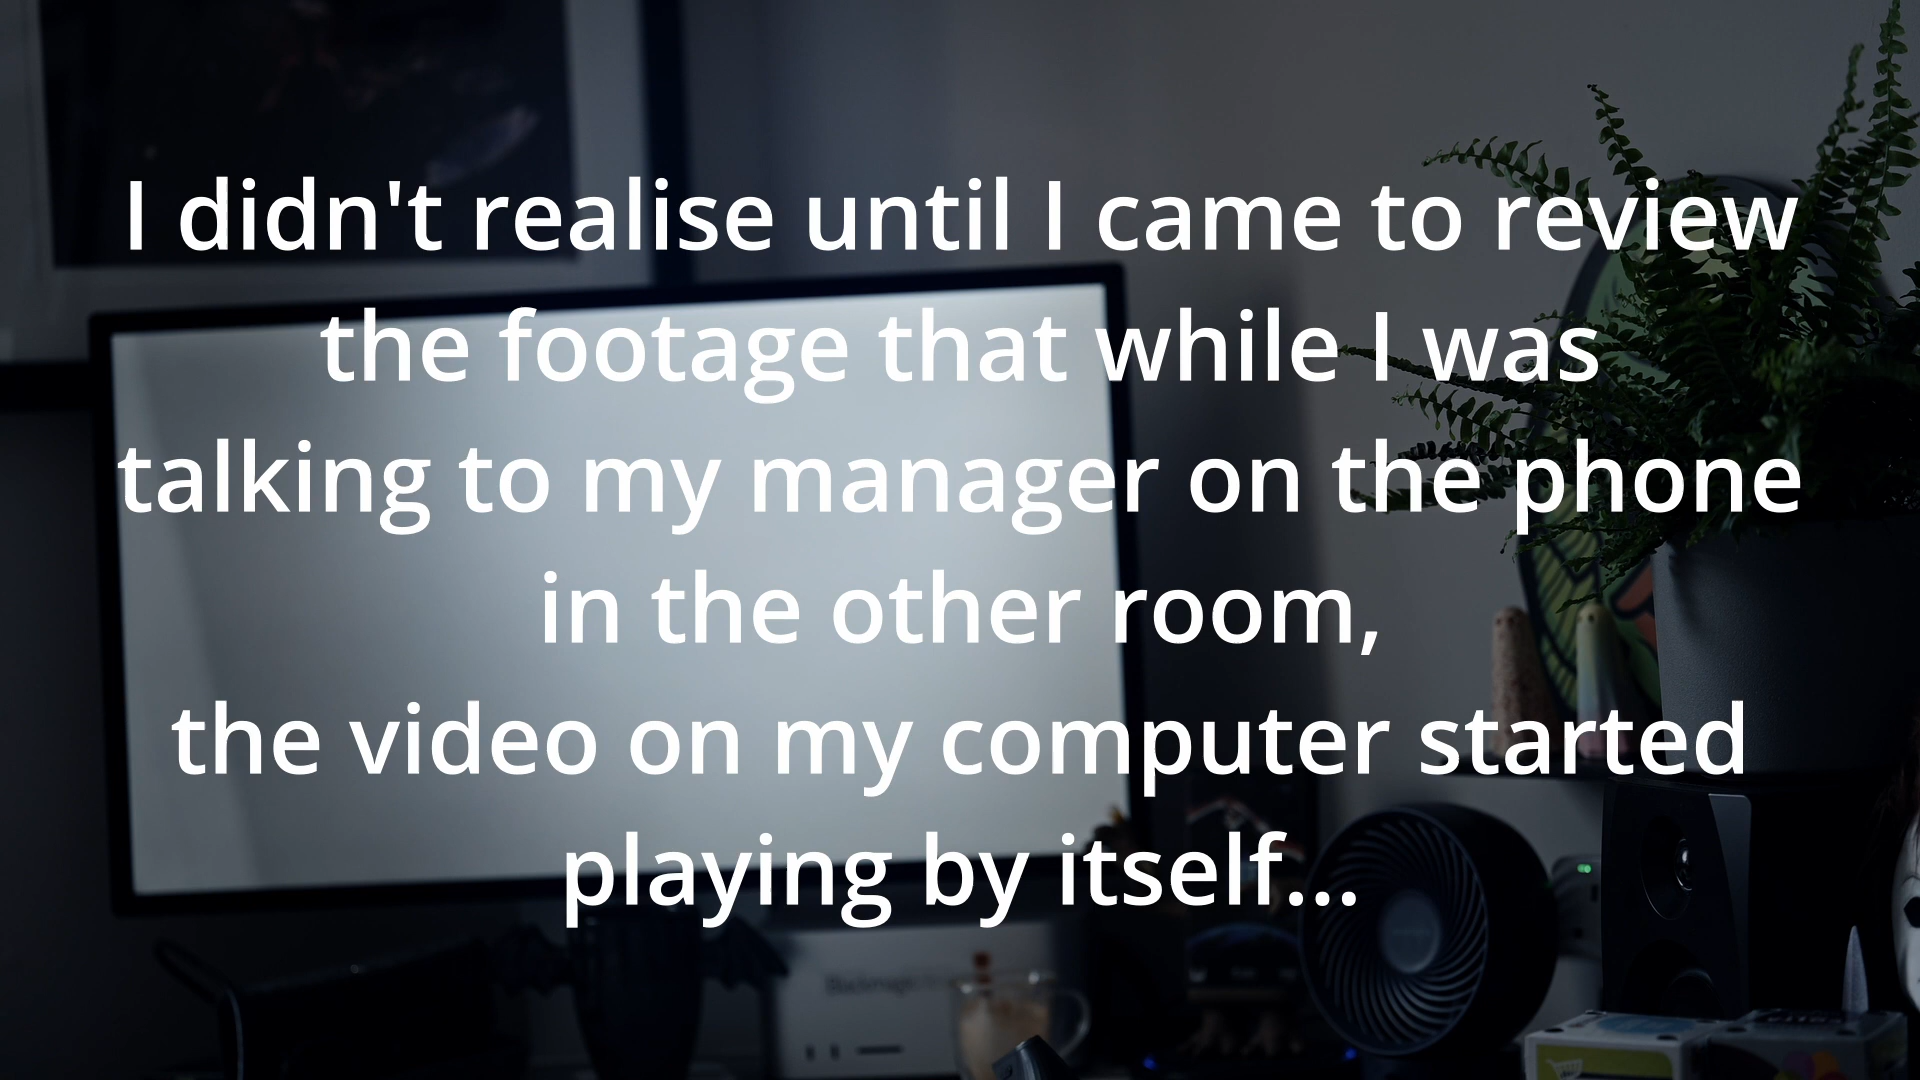 I didn't realise until I came to review
the footage that while I was
talking to my manager on the phone
in the other room,
the video on my computer started
playing by itself...